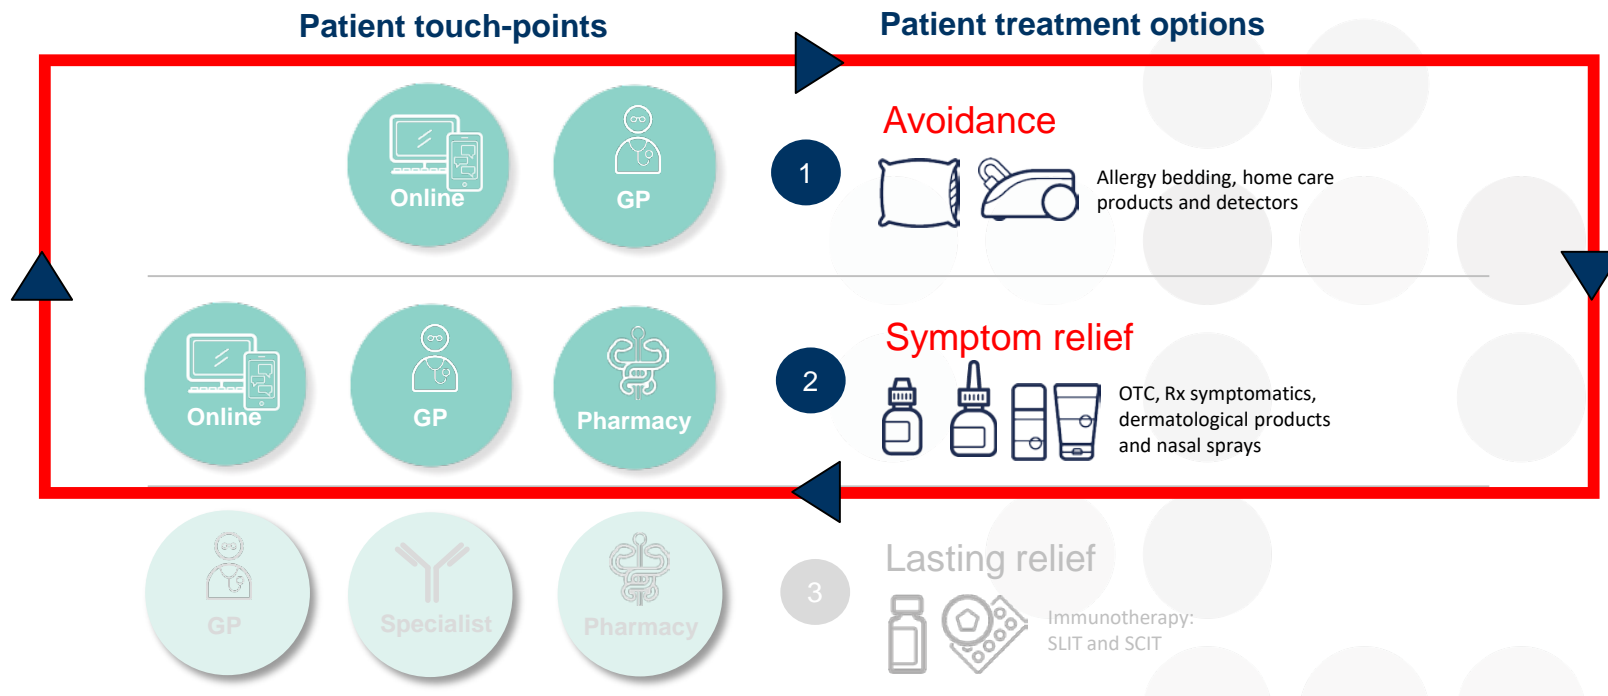 Patient touch-points
Patient treatment options
Online
GP
1
Avoidance
Allergy bedding, home care
products and detectors
Online
GP
Pharmacy
2
Symptom relief
OTC, Rx symptomatics,
dermatological products
and nasal sprays
GP
Specialist
Pharmacy
3
Lasting relief
Immunotherapy:
SLIT and SCIT